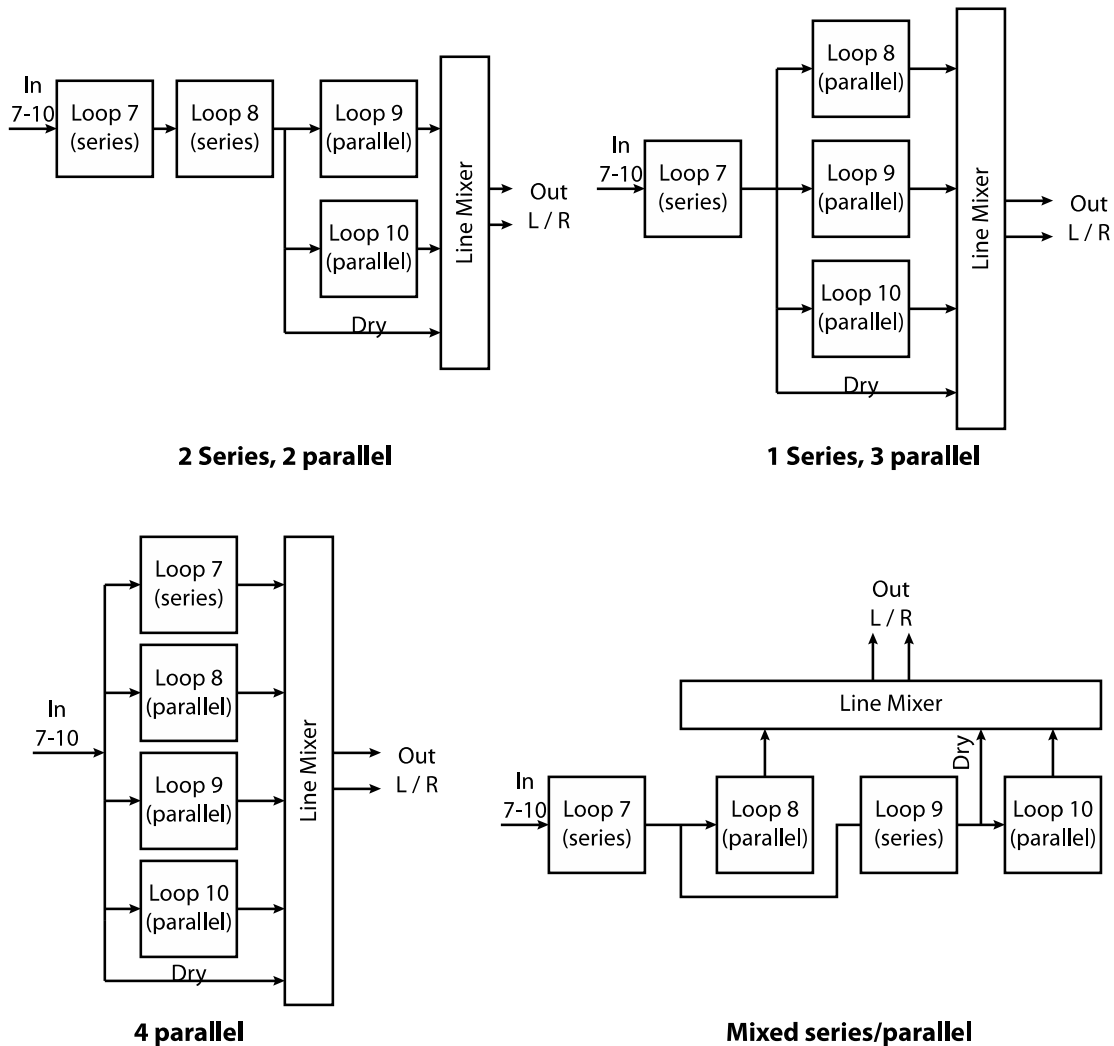 In
7-10
Loop 7
(series)
Loop 8
(series)
Loop 9
(parallel)
Loop 10
(parallel)
Dry
Line Mixer
Out
L / R
2 Series, 2 parallel
In
7-10
Loop 7
(series)
Loop 8
(parallel)
Loop 9
(parallel)
Loop 10
(parallel)
Dry
Line Mixer
Out
L / R
1 Series, 3 parallel
In
7-10
Loop 7
(series)
Loop 8
(parallel)
Loop 9
(parallel)
Loop 10
(parallel)
Dry
Line Mixer
Out
L / R
4 parallel
Out
L / R
Line Mixer
In
7-10
Loop 7
(series)
Loop 8
(parallel)
Loop 9
(series)
Dry
Loop 10
(parallel)
Mixed series/parallel